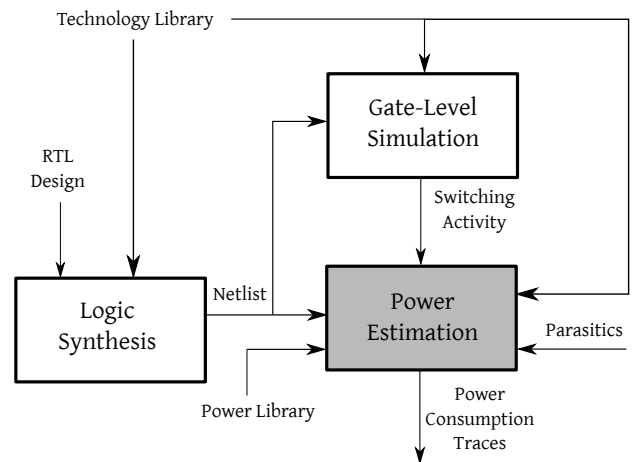 Technology Library
Gate-Level
Simulation
RTL
Design
Switching
Activity
Netlist
Logic
Synthesis
Power
Estimation
Parasitics
Power Library
Power
Consumption
Traces